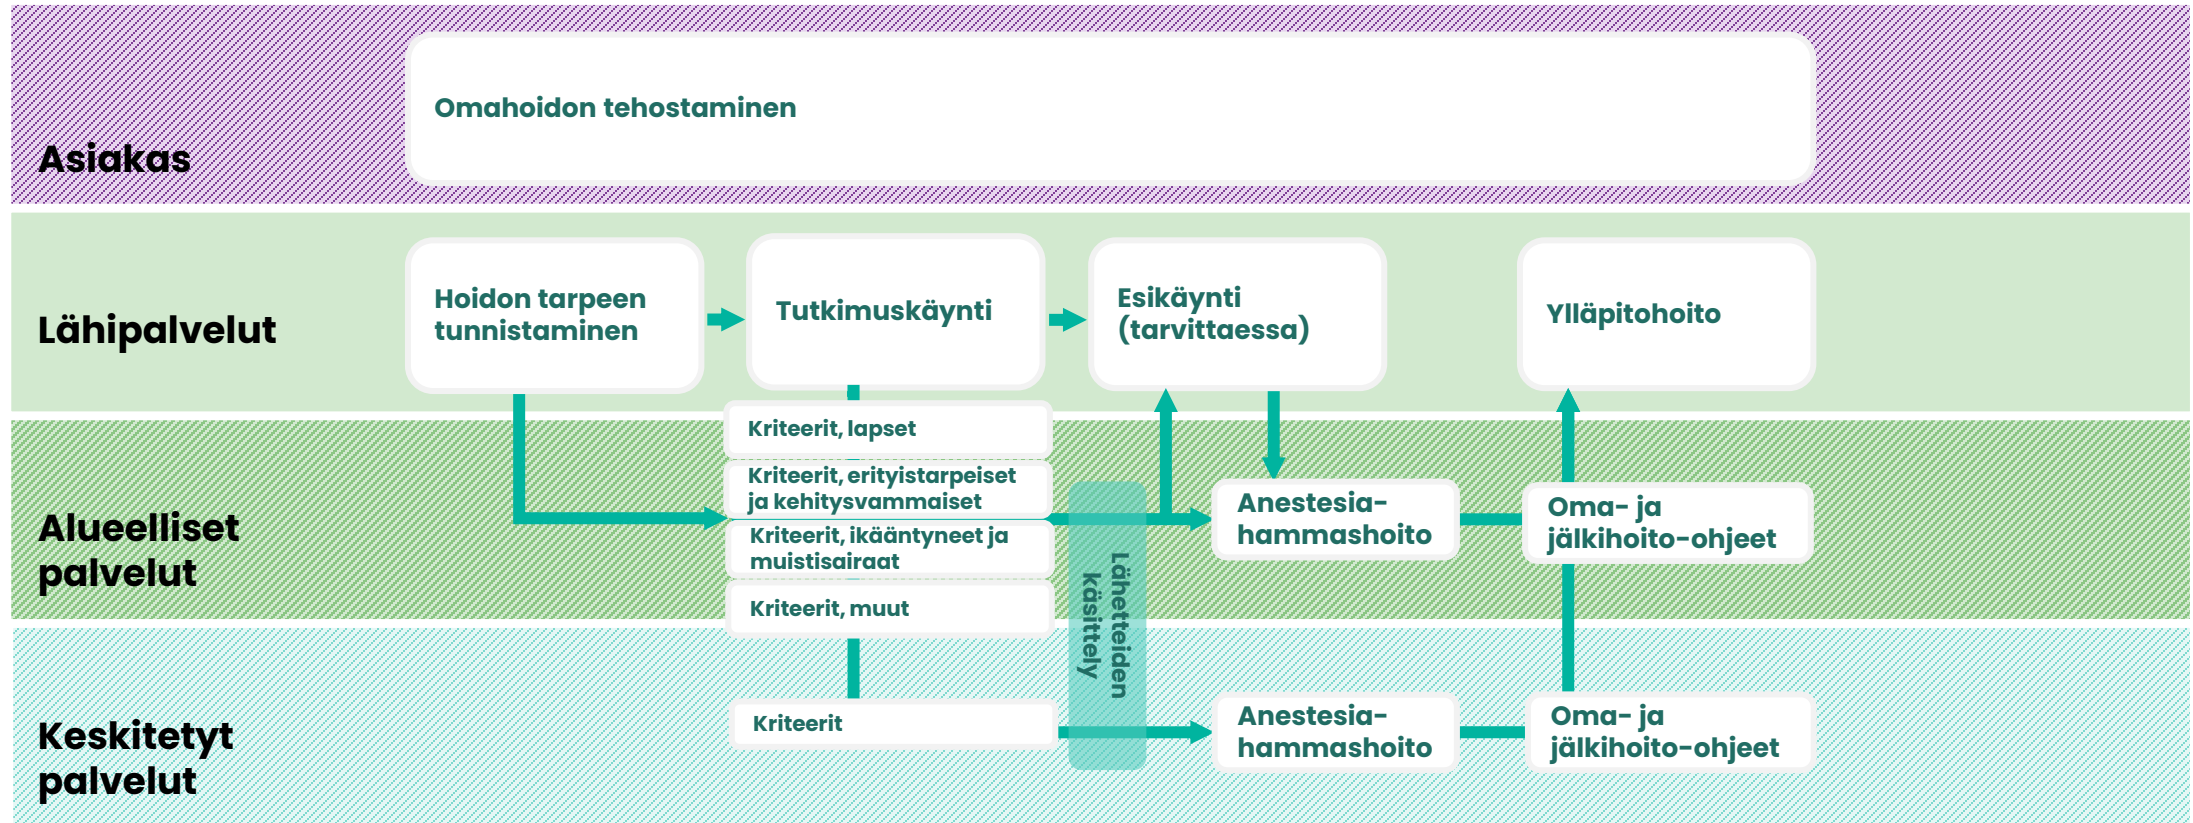 Asiakas
Omahoidon tehostaminen
Lähipalvelut
Hoidon tarpeen
tunnistaminen
Tutkimuskäynti
Esikäynti
(tarvittaessa)
Ylläpitohoito
Alueelliset
palvelut
Kriteerit, lapset
Kriteerit, erityistarpeiset
ja kehitysvammaiset
Kriteerit, ikääntyneet ja
muistisairaat
Kriteerit, muut
Lähetteiden
käsittely
Anestesia-
hammashoito
Oma- ja
jälkihoito-ohjeet
Keskitetyt
palvelut
Kriteerit
Anestesia-
hammashoito
Oma- ja
jälkihoito-ohjeet